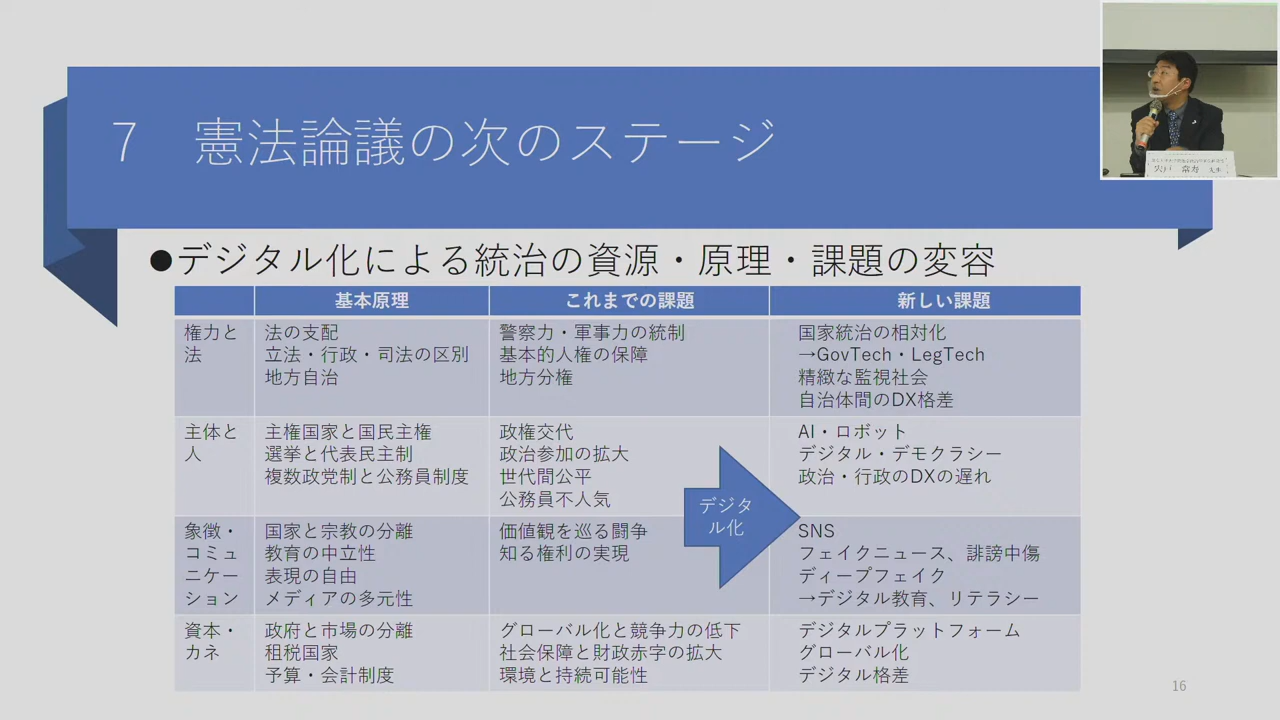 7 憲法論議の次のステージ
●デジタル化による統治の資源・原理・課題の変容
基本原理
これまでの課題
新しい課題
権力と
法
法の支配
立法・行政・司法の区別
地方自治
警察力・軍事力の統制
基本的人権の保障
地方分権
国家統治の相対化
→GovTech・LegTech
精緻な監視社会
自治体間のDX格差
主体と
人
主権国家と国民主権
選挙と代表民主制
複数政党制と公務員制度
政権交代
政治参加の拡大
世代間公平
公務員不人気
AI・ロボット
デジタル・デモクラシー
政治・行政のDXの遅れ
デジタ
ル化
象徴・
コミュ
ニケー
ション
国家と宗教の分離
教育の中立性
表現の自由
メディアの多元性
価値観を巡る闘争
知る権利の実現
SNS
フェイクニュース、誹謗中傷
ディープフェイク
→デジタル教育、リテラシー
資本・
カネ
政府と市場の分離
租税国家
予算・会計制度
グローバル化と競争力の低下
社会保障と財政赤字の拡大
環境と持続可能性
デジタルプラットフォーム
グローバル化
デジタル格差
16
宍戸 常寿